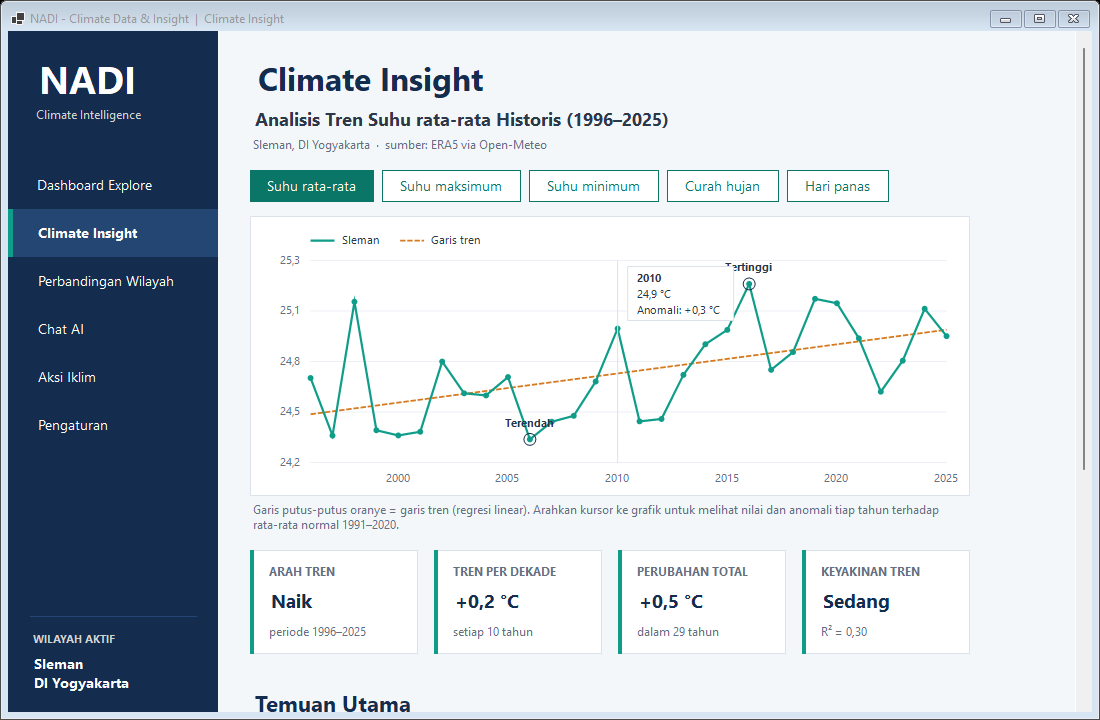 NADI - Climate Data & Insight | Climate Insight
NADI
Climate Intelligence
Dashboard Explore
Climate Insight
Perbandingan Wilayah
Chat AI
Aksi Iklim
Pengaturan
WILAYAH AKTIF
Sleman
DI Yogyakarta
Climate Insight
Analisis Tren Suhu rata-rata Historis (1996–2025)
Sleman, DI Yogyakarta · sumber: ERA5 via Open-Meteo
Suhu rata-rata
Suhu maksimum
Suhu minimum
Curah hujan
Hari panas
Sleman
Garis tren
25,3
25,1
24,8
24,5
24,2
2010
24,9 °C
Anomali: +0,3 °C
Tertinggi
Terendah
2000
2005
2010
2015
2020
2025
Garis putus-putus oranye = garis tren (regresi linear). Arahkan kursor ke grafik untuk melihat nilai dan anomali tiap tahun terhadap
rata-rata normal 1991–2020.
ARAH TREN
Naik
periode 1996–2025
TREN PER DEKADE
+0,2 °C
setiap 10 tahun
PERUBAHAN TOTAL
+0,5 °C
dalam 29 tahun
KEYAKINAN TREN
Sedang
R² = 0,30
Temuan Utama